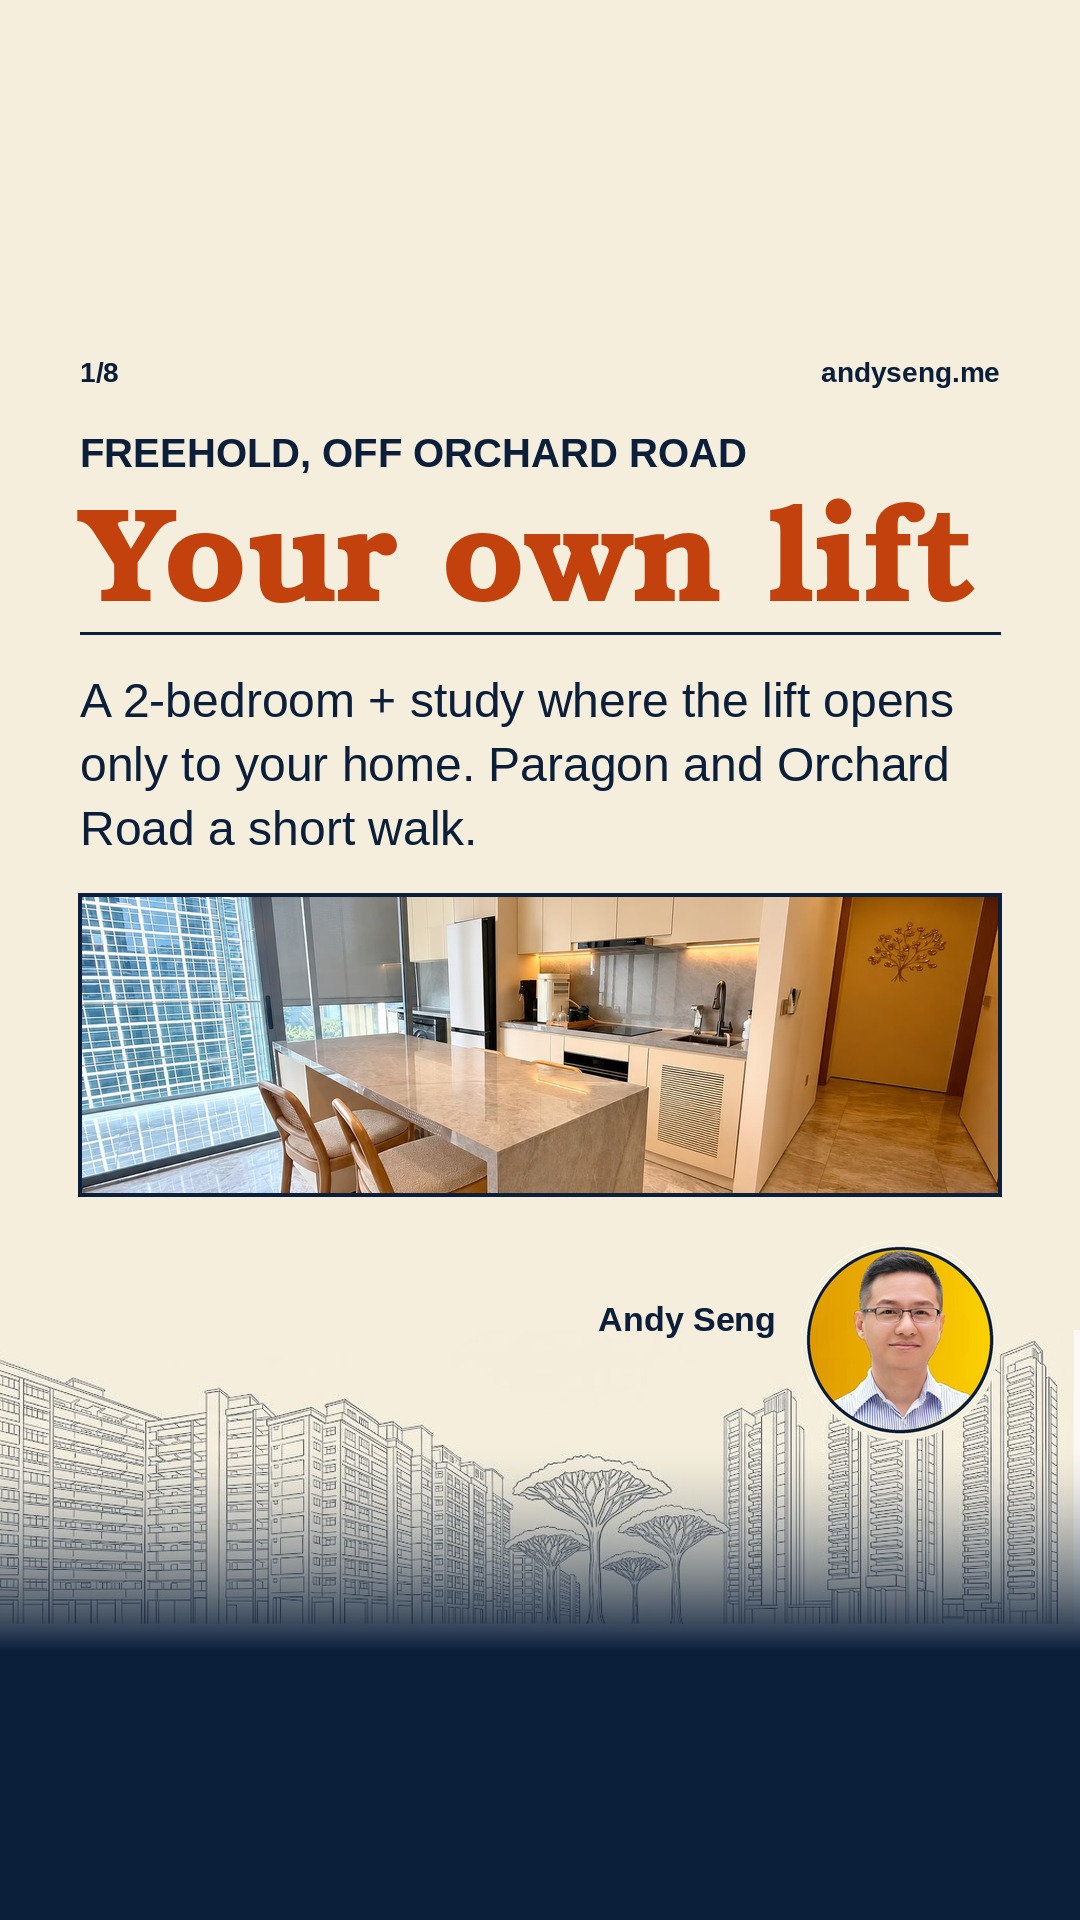 1/8
andyseng.me
FREEHOLD, OFF ORCHARD ROAD
Your own lift
A 2-bedroom + study where the lift opens
only to your home. Paragon and Orchard
Road a short walk.
Andy Seng